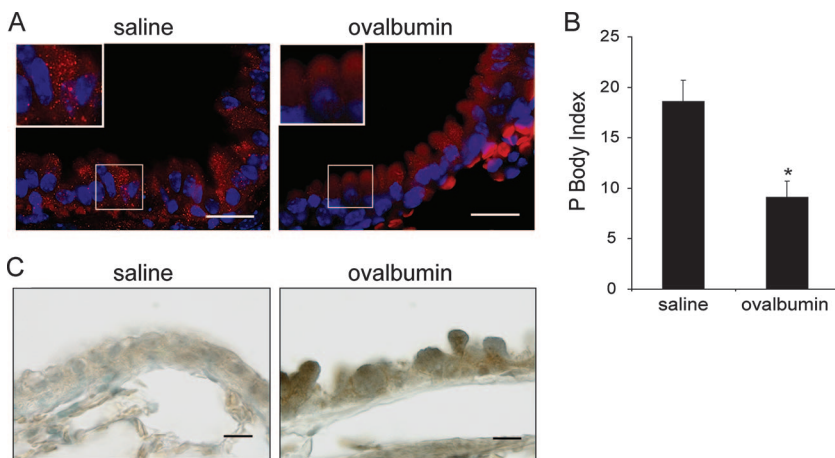 A
saline
ovalbumin
B
P Body Index
25
20
15
10
5
0
*
saline
ovalbumin
C
saline
ovalbumin